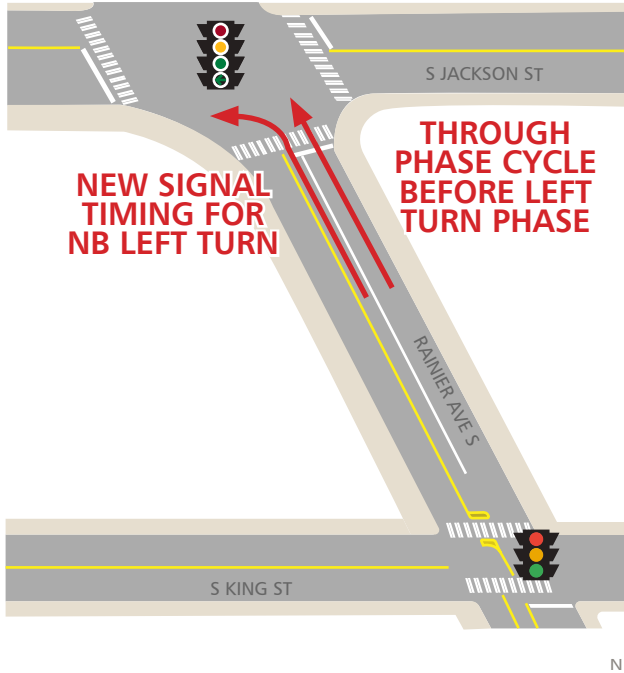 S JACKSON ST
THROUGH
PHASE CYCLE
BEFORE LEFT
TURN PHASE
NEW SIGNAL
TIMING FOR
NB LEFT TURN
RAINIER AVE S
S KING ST
N